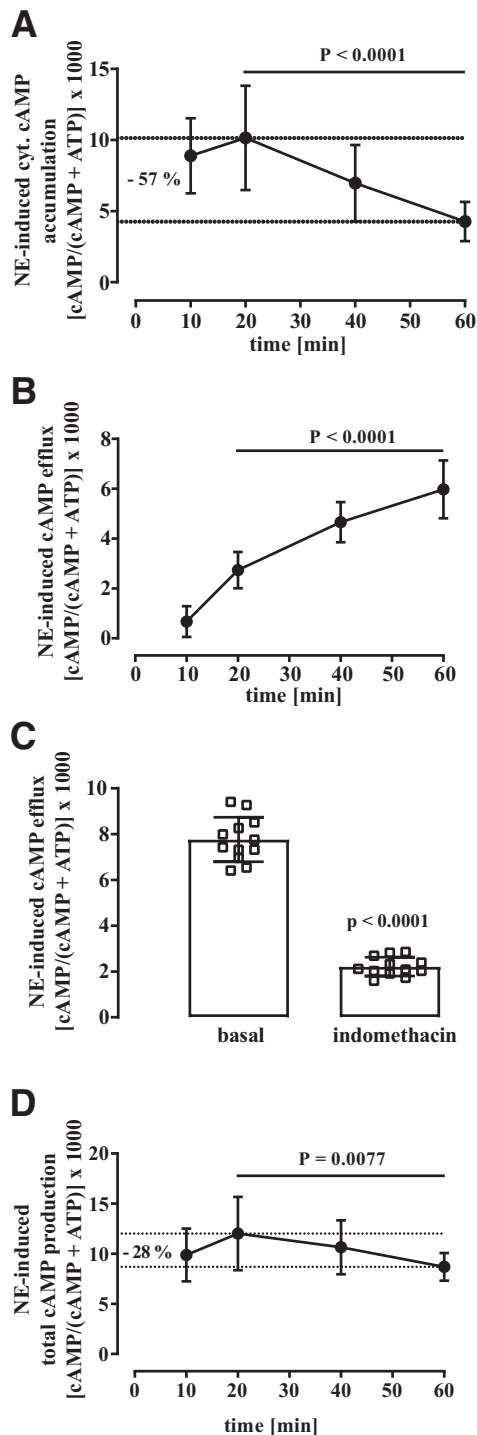 A
NE-induced cyt. cAMP
accumulation
[cAMP/(cAMP + ATP)] x 1000
P < 0.0001
15
10
5
0
- 57 %
0 10 20 30 40 50 60
time [min]
B
NE-induced cAMP efflux
[cAMP/(cAMP + ATP)] x 1000
P < 0.0001
8
6
4
2
0
0 10 20 30 40 50 60
time [min]
C
NE-induced cAMP efflux
[cAMP/(cAMP + ATP)] x 1000
10
8
6
4
2
0
p < 0.0001
basal indomethacin
D
NE-induced
total cAMP production
[cAMP/(cAMP + ATP)] x 1000
P = 0.0077
20
15
10
5
0
- 28 %
0 10 20 30 40 50 60
time [min]